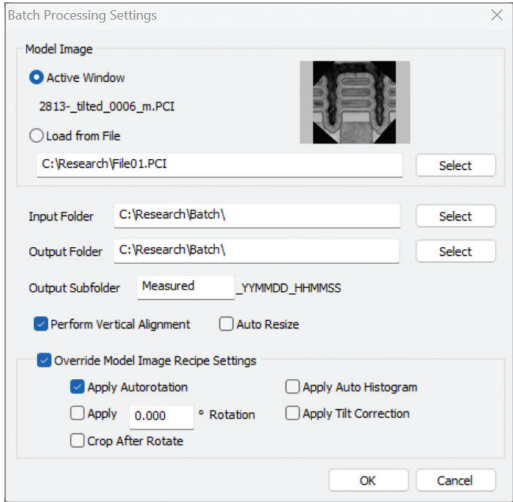 Batch Processing Settings
Model Image
Active Window
2813-_tilted_0006_m.PCI
Load from File
C:\Research\File01.PCI Select
Input Folder C:\Research\Batch\ Select
Output Folder C:\Research\Batch\ Select
Output Subfolder Measured _YYMMDD_HHMMSS
Perform Vertical Alignment Auto Resize
Override Model Image Recipe Settings
Apply Autorotation Apply Auto Histogram
Apply 0.000 ° Rotation Apply Tilt Correction
Crop After Rotate
OK Cancel